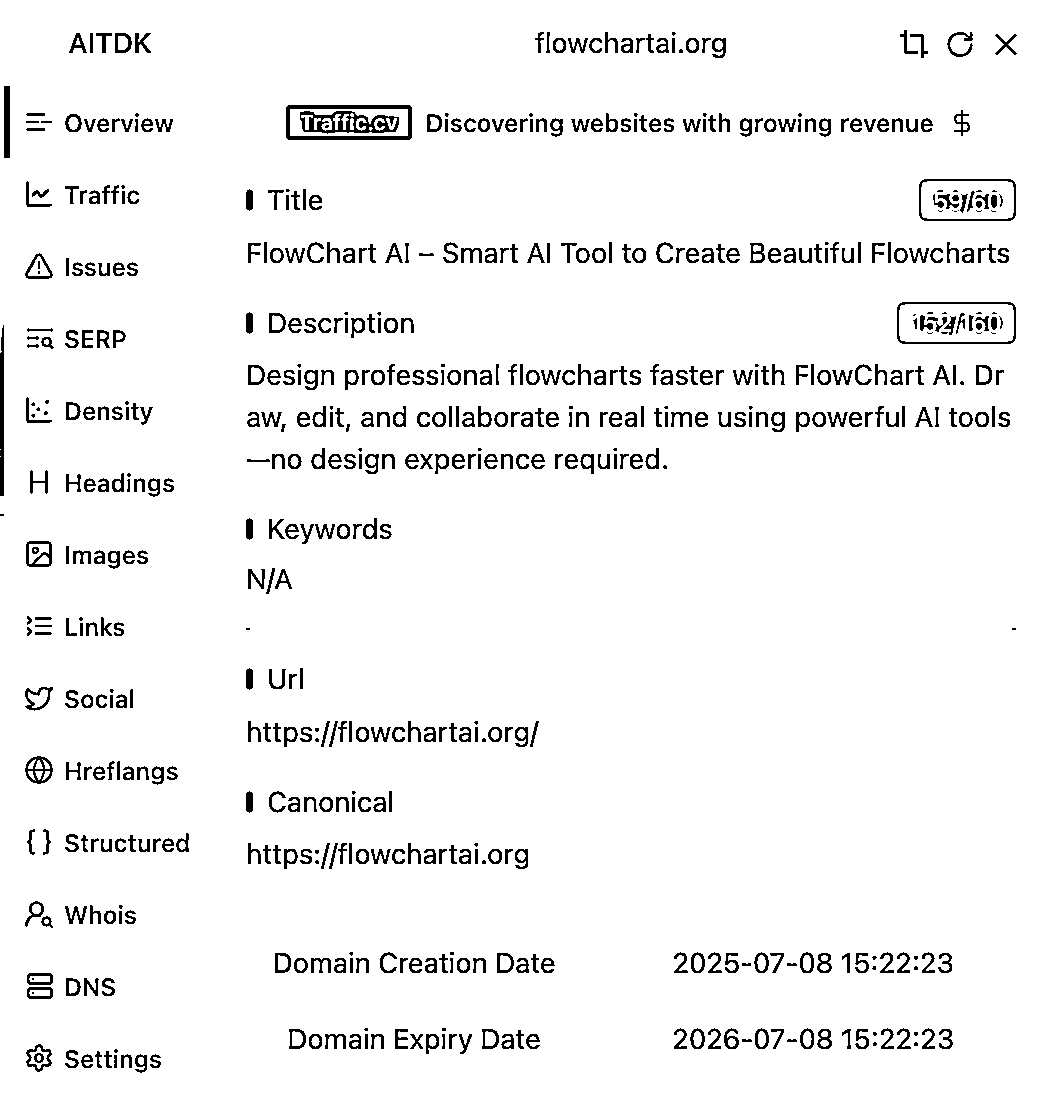 AITDK
flowchartai.org
Overview
Traffic
Issues
SERP
Density
Headings
Images
Links
Social
Hreflangs
Structured
Whois
DNS
Settings
Traffic.cv Discovering websites with growing revenue $
Title
59/60
FlowChart AI – Smart AI Tool to Create Beautiful Flowcharts
Description
152/160
Design professional flowcharts faster with FlowChart AI. Dr
aw, edit, and collaborate in real time using powerful AI tools
—no design experience required.
Keywords
N/A
Url
https://flowchartai.org/
Canonical
https://flowchartai.org
Domain Creation Date 2025-07-08 15:22:23
Domain Expiry Date 2026-07-08 15:22:23